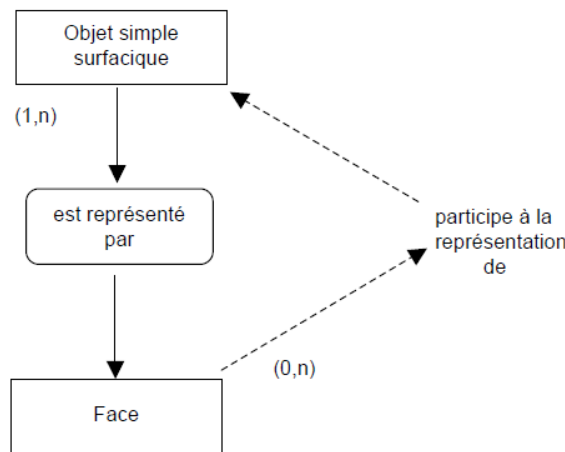 Objet simple
surfacique
(1,n)
est représenté
par
participe à la
représentation
de
(0,n)
Face